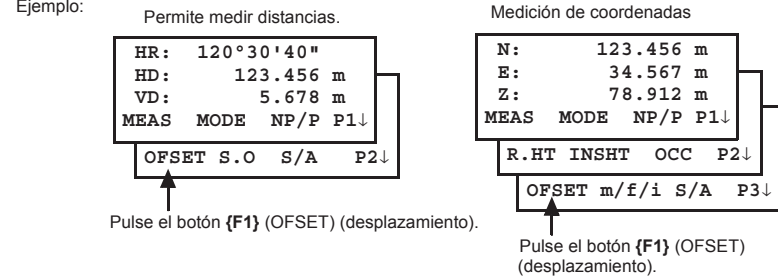 Ejemplo:
Permite medir distancias.
HR: 120°30'40"
HD: 123.456 m
VD: 5.678 m
MEAS MODE NP/P P1↓
OFSET S.O S/A P2↓
Pulse el botón {F1} (OFSET) (desplazamiento).
Medición de coordenadas
N: 123.456 m
E: 34.567 m
Z: 78.912 m
MEAS MODE NP/P P1↓
R.HT INSHT OCC P2↓
OFSET m/f/i S/A P3↓
Pulse el botón {F1} (OFSET)
(desplazamiento).